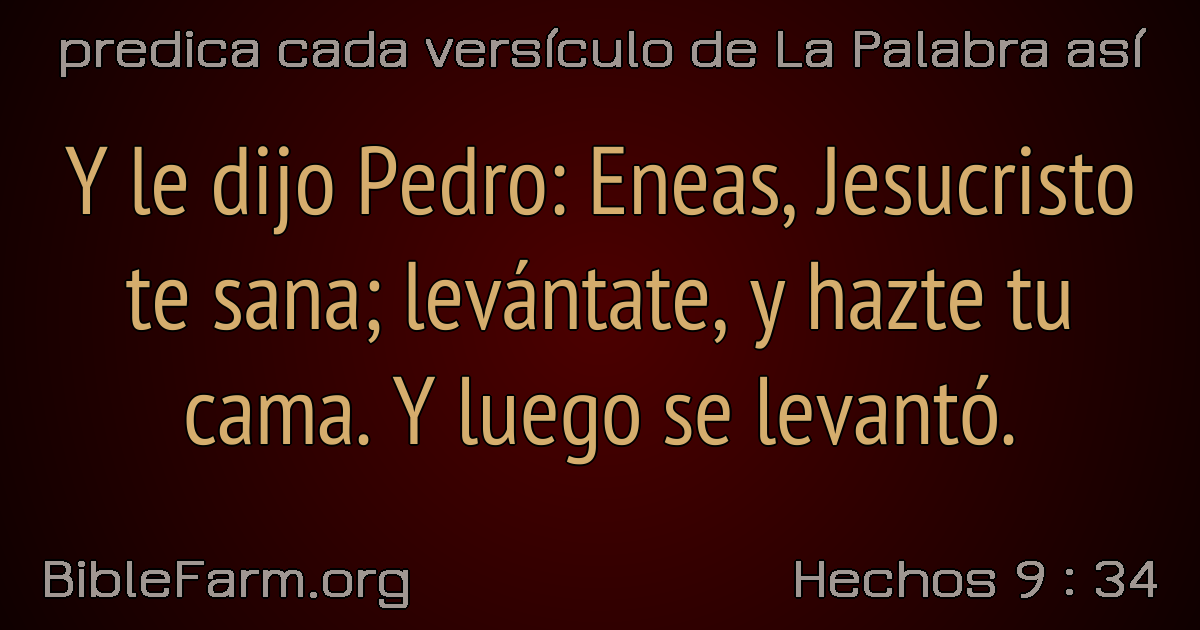 predica cada versículo de La Palabra así
Y le dijo Pedro: Eneas, Jesucristo
te sana; levántate, y hazte tu
cama. Y luego se levantó.
BibleFarm.org
Hechos 9 : 34